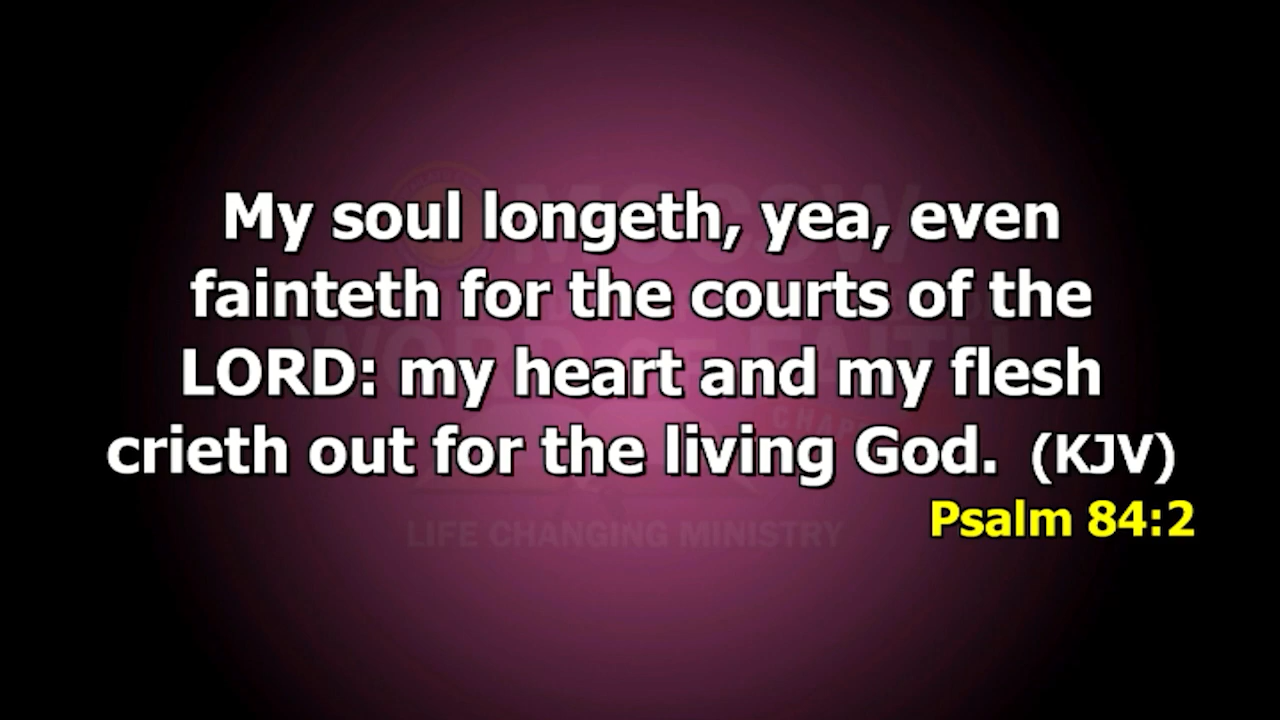 My soul longeth, yea, even
fainteth for the courts of the
LORD: my heart and my flesh
crieth out for the living God. (KJV)
Psalm 84:2
LIFE CHANGING MINISTRY